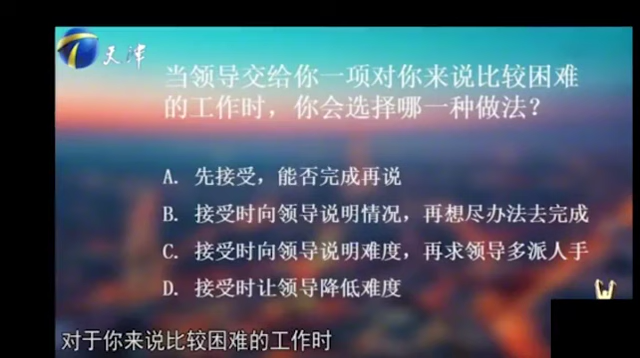 天津
当领导交给你一项对你来说比较困难
的工作时，你会选择哪一种做法？
A. 先接受，能否完成再说
B. 接受时向领导说明情况，再想尽办法去完成
C. 接受时向领导说明难度，再求领导多派人手
D. 接受时让领导降低难度
对于你来说比较困难的工作时